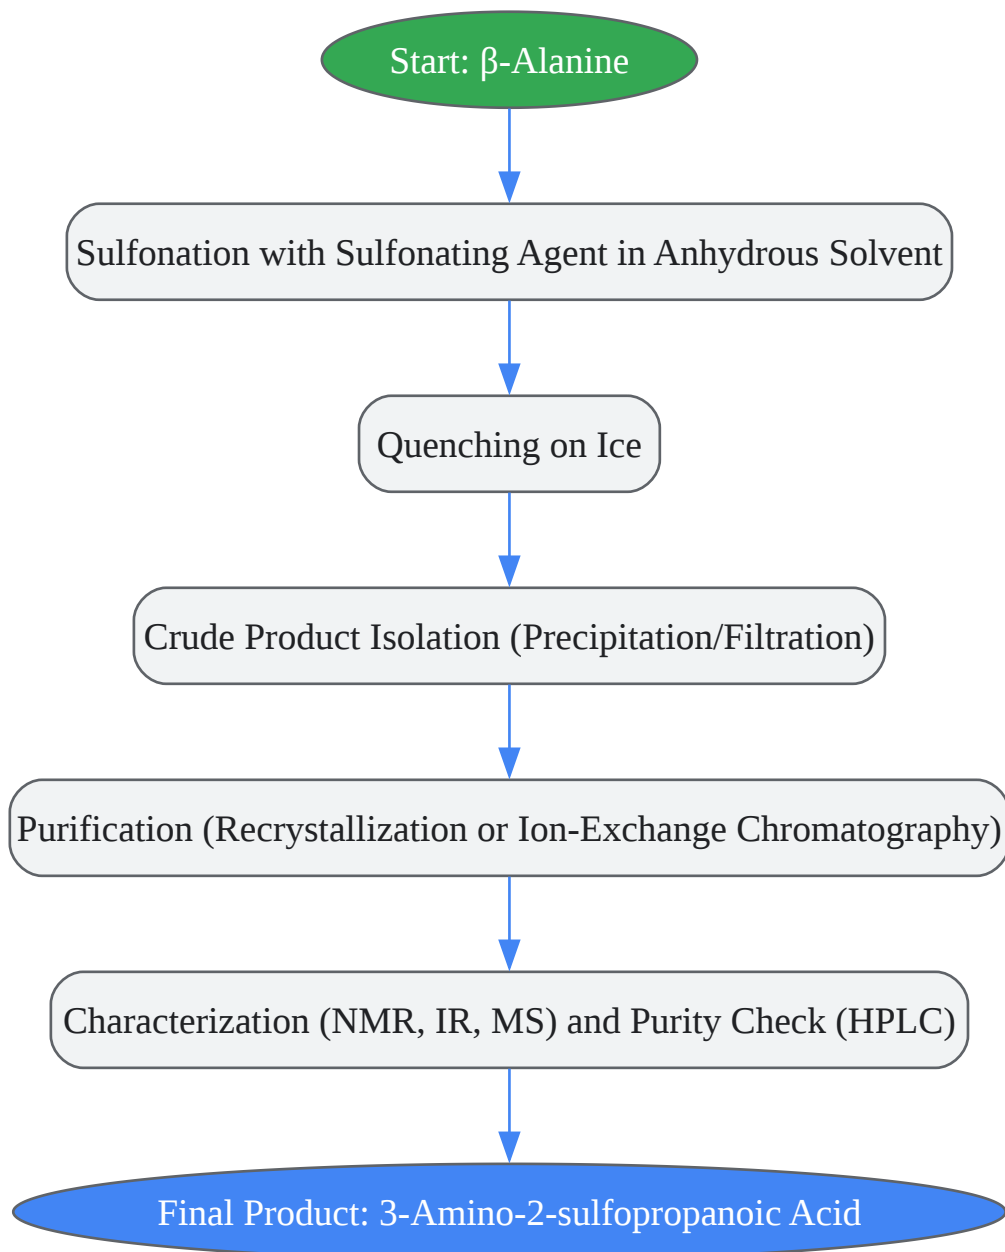 Start: β-Alanine
Sulfonation with Sulfonating Agent in Anhydrous Solvent
Quenching on Ice
Crude Product Isolation (Precipitation/Filtration)
Purification (Recrystallization or Ion-Exchange Chromatography)
Characterization (NMR, IR, MS) and Purity Check (HPLC)
Final Product: 3-Amino-2-sulfopropanoic Acid